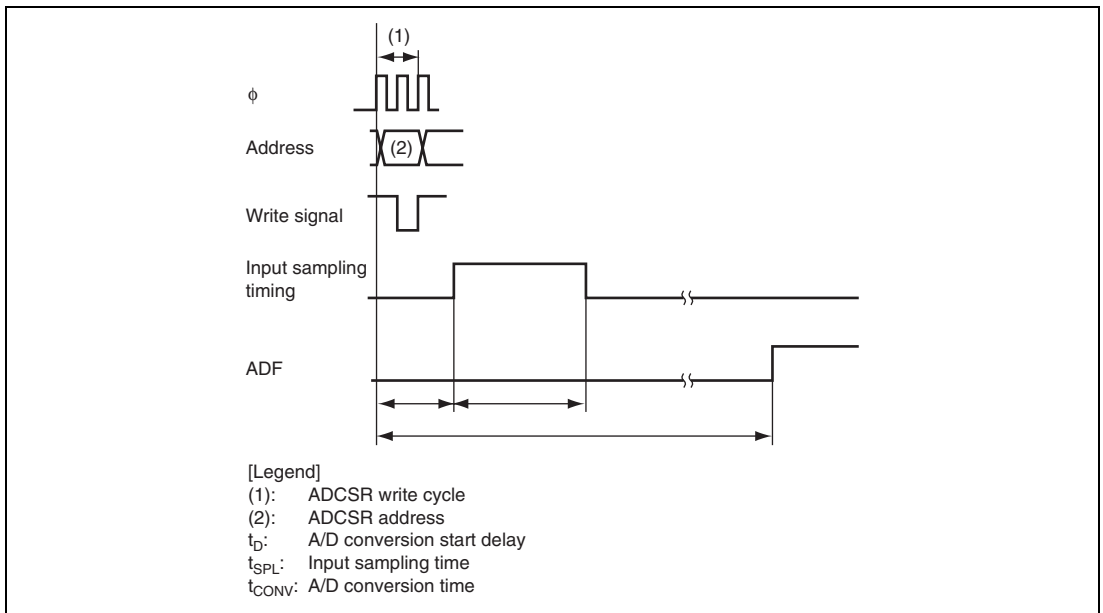 (1)
ϕ
Address
(2)
Write signal
Input sampling
timing
ADF
[Legend]
(1): ADCSR write cycle
(2): ADCSR address
tD: A/D conversion start delay
tSPL: Input sampling time
tCONV: A/D conversion time